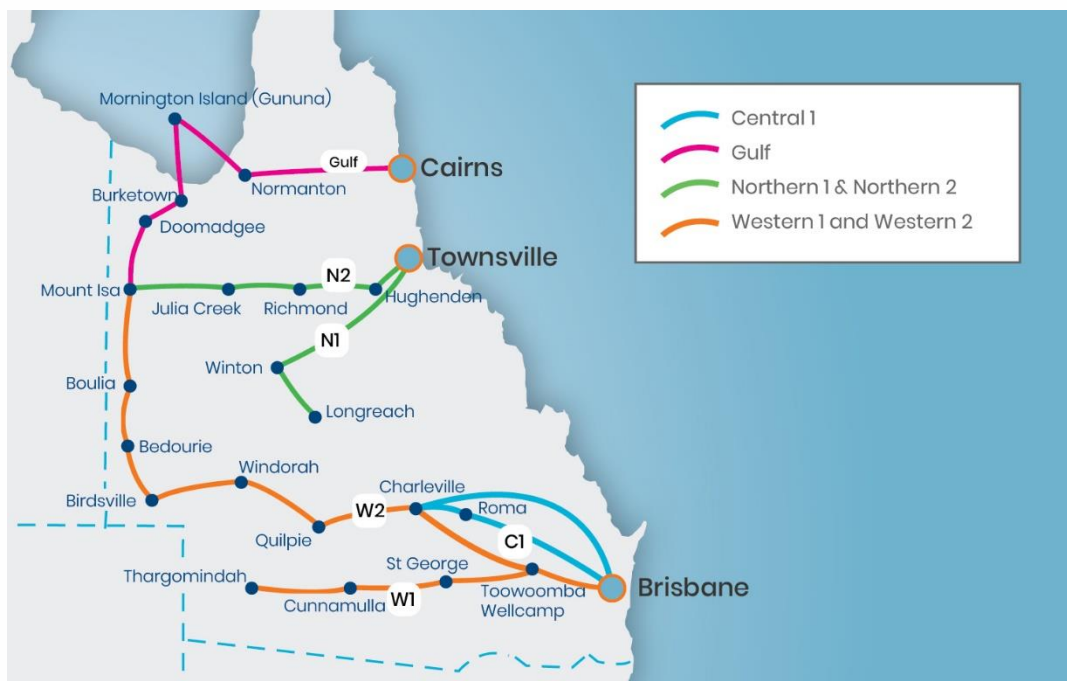 Mornington Island (Gununa)
Central 1
Gulf
Northern 1 & Northern 2
Western 1 and Western 2
Gulf
Cairns
Normanton
Burketown
Doomadgee
Townsville
N2
Mount Isa
Hughenden
Julia Creek
Richmond
N1
Winton
Boulia
Longreach
Bedourie
Windorah
Charleville
Birdsville
Roma
W2
Quilpie
C1
St George
Thargomindah
Toowoomba
Wellcamp
Brisbane
Cunnamulla
W1